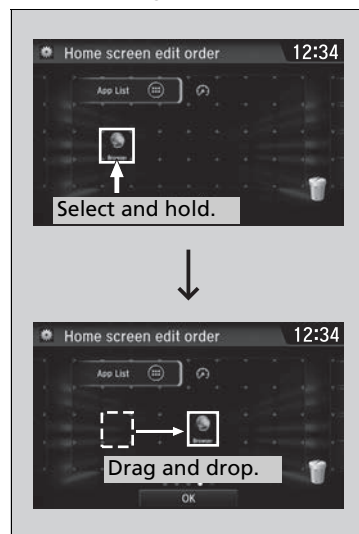 Home screen edit order 12:34
App List
Browser
Select and hold.
Home screen edit order 12:34
App List
Browser
Drag and drop.
OK